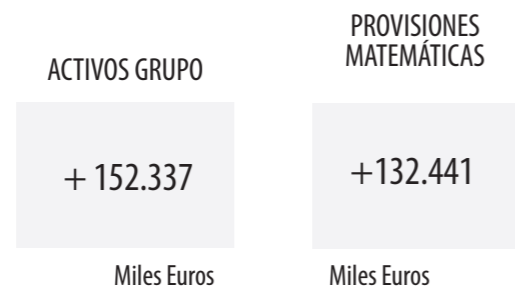 ACTIVOS GRUPO
+ 152.337
Miles Euros
PROVISIONES
MATEMÁTICAS
+132.441
Miles Euros